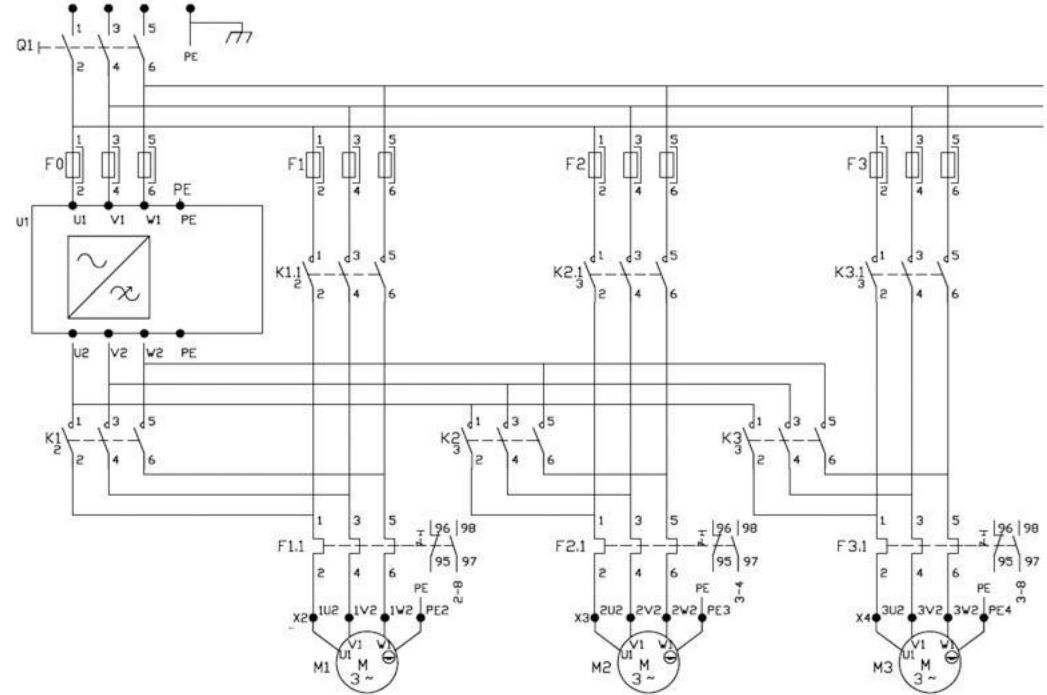 1 3 5
Q1 PE
2 4 6
1 3 5 1 3 5 1 3 5 1 3 5
F0 F1 F2 F3
2 4 6 PE 2 4 6 2 4 6 2 4 6
U1 U1 V1 W1 PE
1 3 5 1 3 5 1 3 5
K1.1 K2.1 K3.1
2 3 3
2 4 6 2 4 6 2 4 6
U2 V2 W2 PE
1 3 5 1 3 5 1 3 5
K1 K2 K3
2 3 3
2 4 6 2 4 6 2 4 6
1 3 5 96 98 1 3 5 96 98 1 3 5 96 98
F1.1 F2.1 F3.1
2 4 6 95 97 2 4 6 95 97 2 4 6 95 97
PE 2-8 PE 3-4 PE 3-8
X2 1U2 1V2 1W2 PE2 X3 2U2 2V2 2W2 PE3 X4 3U2 3V2 3W2 PE4
U1 V1 W1 U1 V1 W1 U1 V1 W1
M1 M M2 M M3 M
3 ~ 3 ~ 3 ~